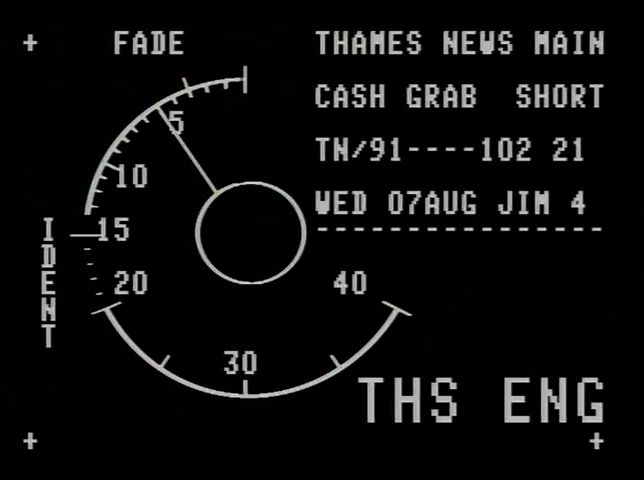 + FADE
THAMES NEWS MAIN
CASH GRAB SHORT
TN/91----102 21
WED 07AUG JIM 4
----------------
5
10
15
20
30
40
IDENT
THS ENG
+ +